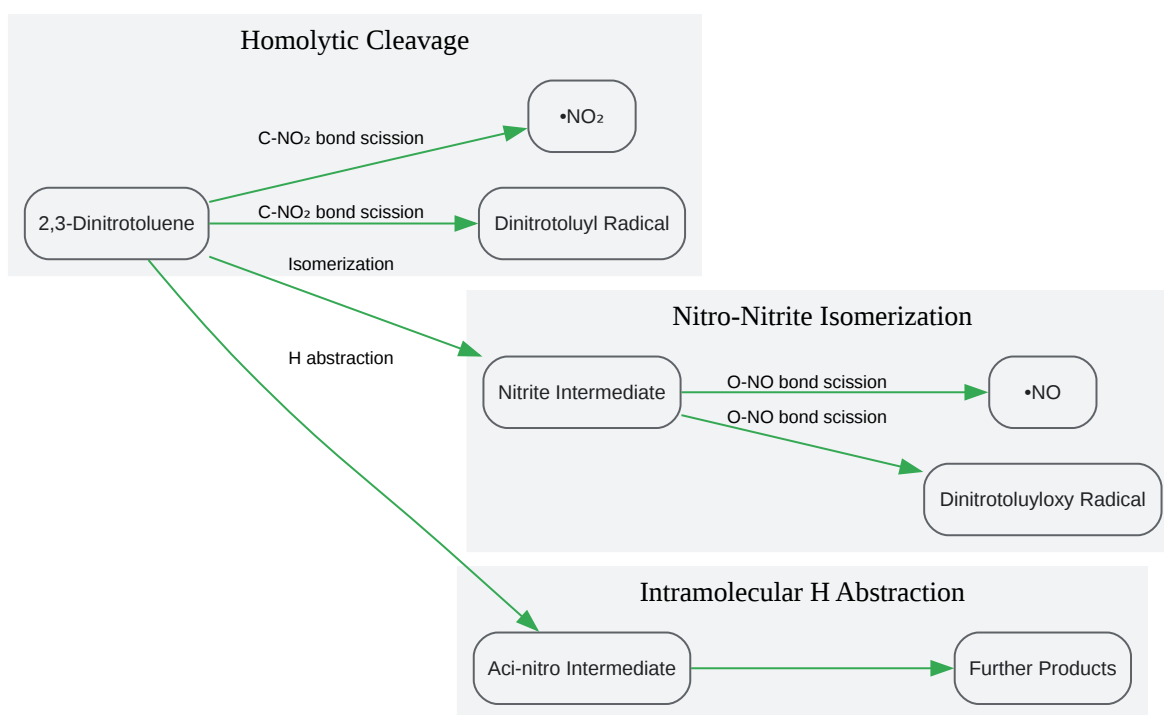 Homolytic Cleavage
•NO₂
C-NO₂ bond scission
2,3-Dinitrotoluene
C-NO₂ bond scission
Dinitrotoluyl Radical
Isomerization
Nitro-Nitrite Isomerization
H abstraction
Nitrite Intermediate
O-NO bond scission
•NO
O-NO bond scission
Dinitrotoluyloxy Radical
Intramolecular H Abstraction
Aci-nitro Intermediate
Further Products